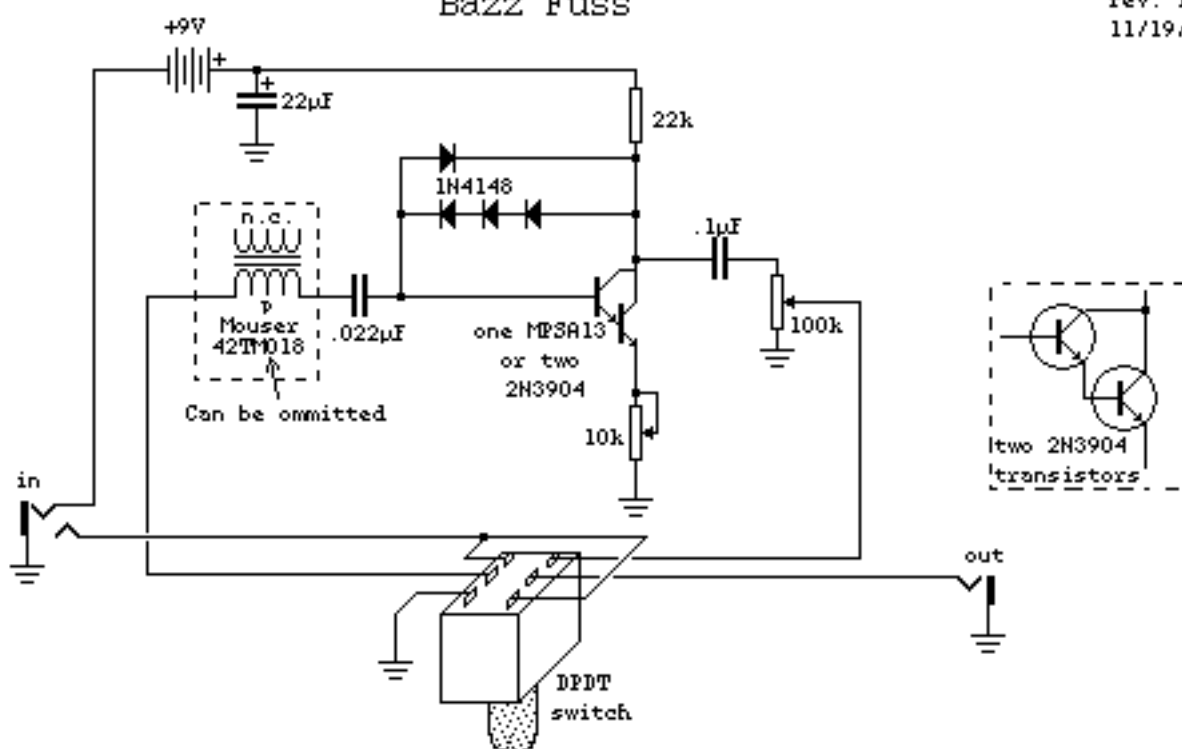 Bazz Fuss
11/19/
+9V
+
+
22µF
22k
1N4148
n.c.
p
Mouser
42TM018
.022µF
Can be ommitted
one MPSA13
or two
2N3904
.1µF
100k
10k
two 2N3904
transistors
in
out
DPDT
switch